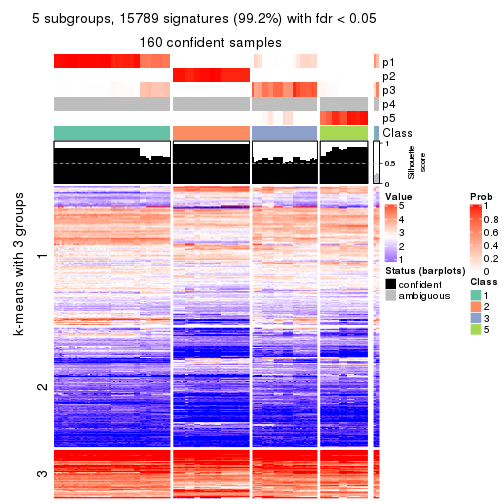 5 subgroups, 15789 signatures (99.2%) with fdr < 0.05
160 confident samples
p1
p2
p3
p4
p5
Class
1
0.5
0
Silhouette
score
k-means with 3 groups
1
2
3
Value
5
4
3
2
1
Status (barplots)
confident
ambiguous
Prob
1
0.8
0.6
0.4
0.2
0
Class
1
2
3
5